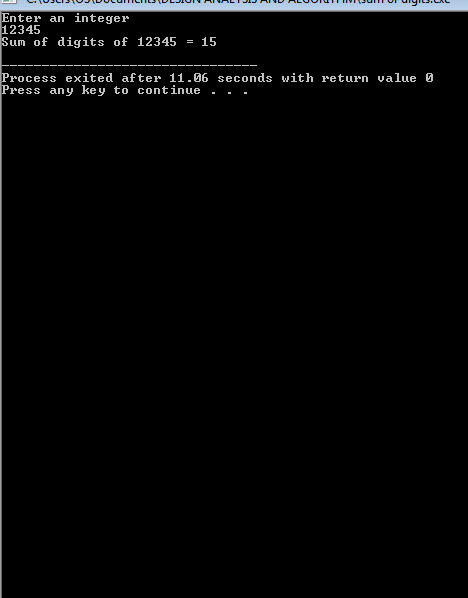 C:\Users\US\Documents\DESIGN ANALYSIS AND ALGORITHM\sum of digits.exe
Enter an integer
12345
Sum of digits of 12345 = 15
--------------------------------
Process exited after 11.06 seconds with return value 0
Press any key to continue . . .